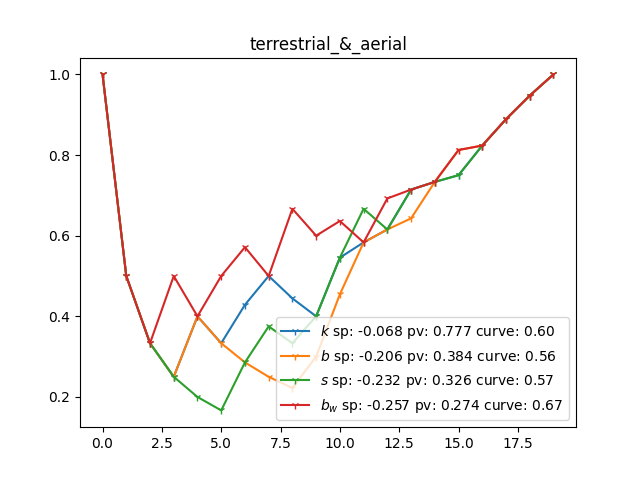 terrestrial_&_aerial
1.0
0.8
0.6
0.4
0.2
k sp: -0.068 pv: 0.777 curve: 0.60
b sp: -0.206 pv: 0.384 curve: 0.56
s sp: -0.232 pv: 0.326 curve: 0.57
b_w sp: -0.257 pv: 0.274 curve: 0.67
0.0 2.5 5.0 7.5 10.0 12.5 15.0 17.5